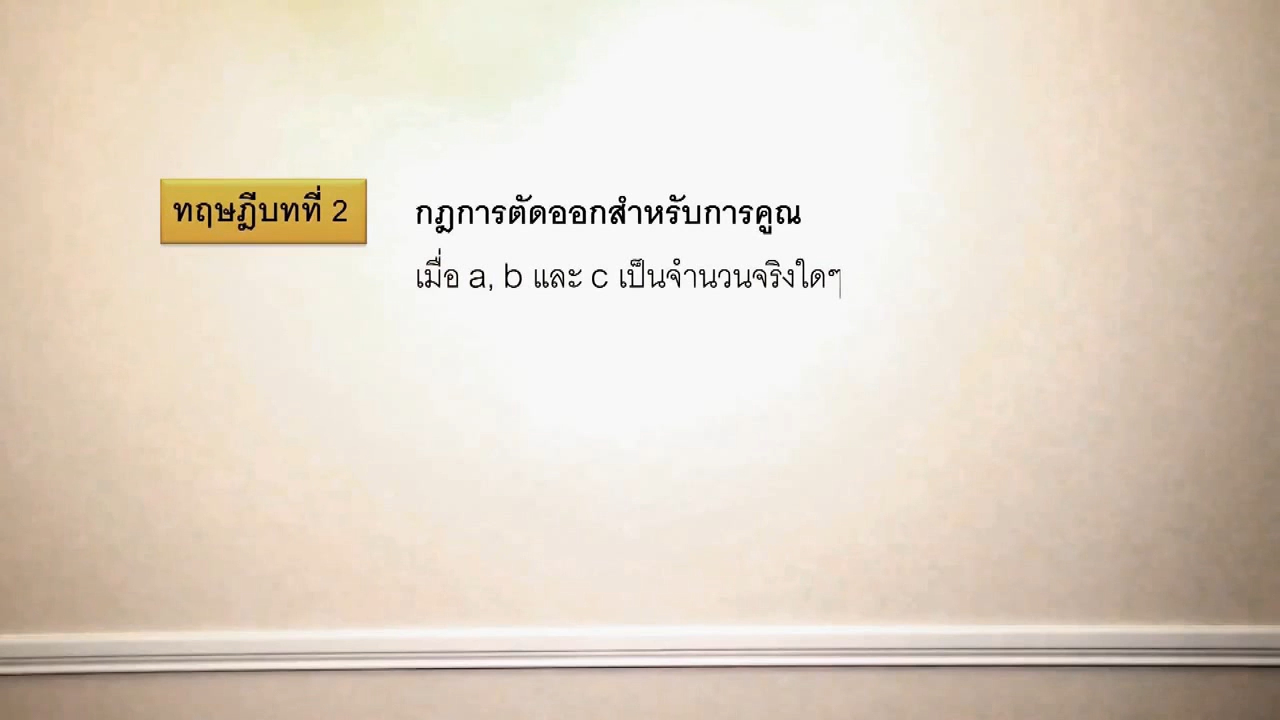 ทฤษฎีบทที่ 2
กฎการตัดออกสำหรับการคูณ
เมื่อ a, b และ c เป็นจำนวนจริงใดๆ